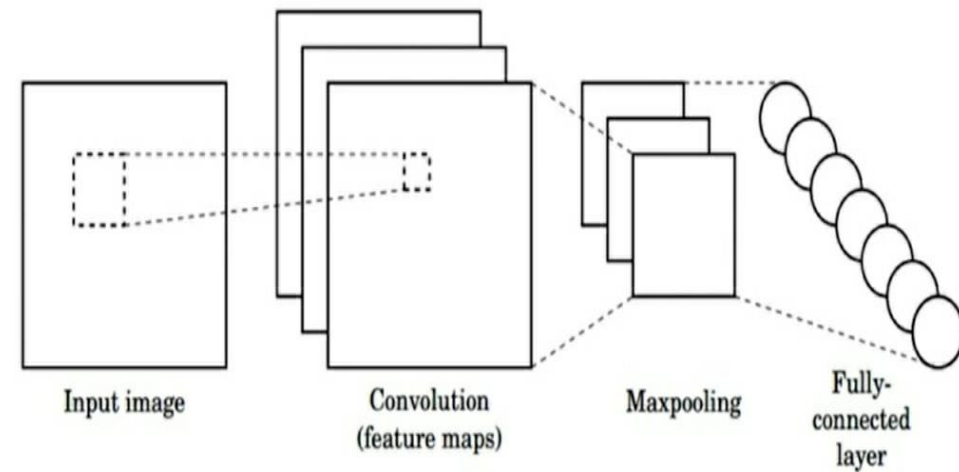 Input image
Convolution
(feature maps)
Maxpooling
Fully-
connected
layer